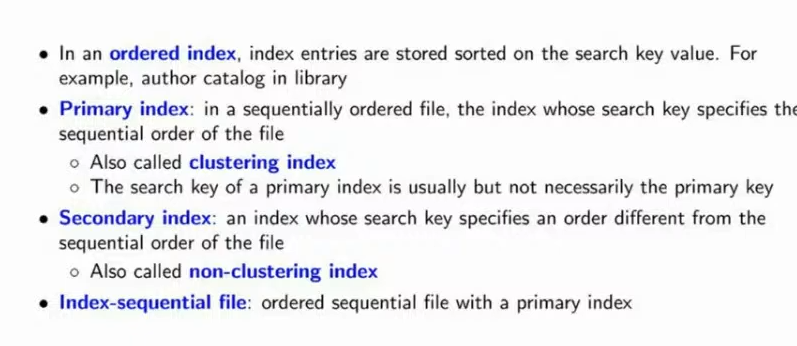 • In an ordered index, index entries are stored sorted on the search key value. For
example, author catalog in library
• Primary index: in a sequentially ordered file, the index whose search key specifies the
sequential order of the file
◦ Also called clustering index
◦ The search key of a primary index is usually but not necessarily the primary key
• Secondary index: an index whose search key specifies an order different from the
sequential order of the file
◦ Also called non-clustering index
• Index-sequential file: ordered sequential file with a primary index